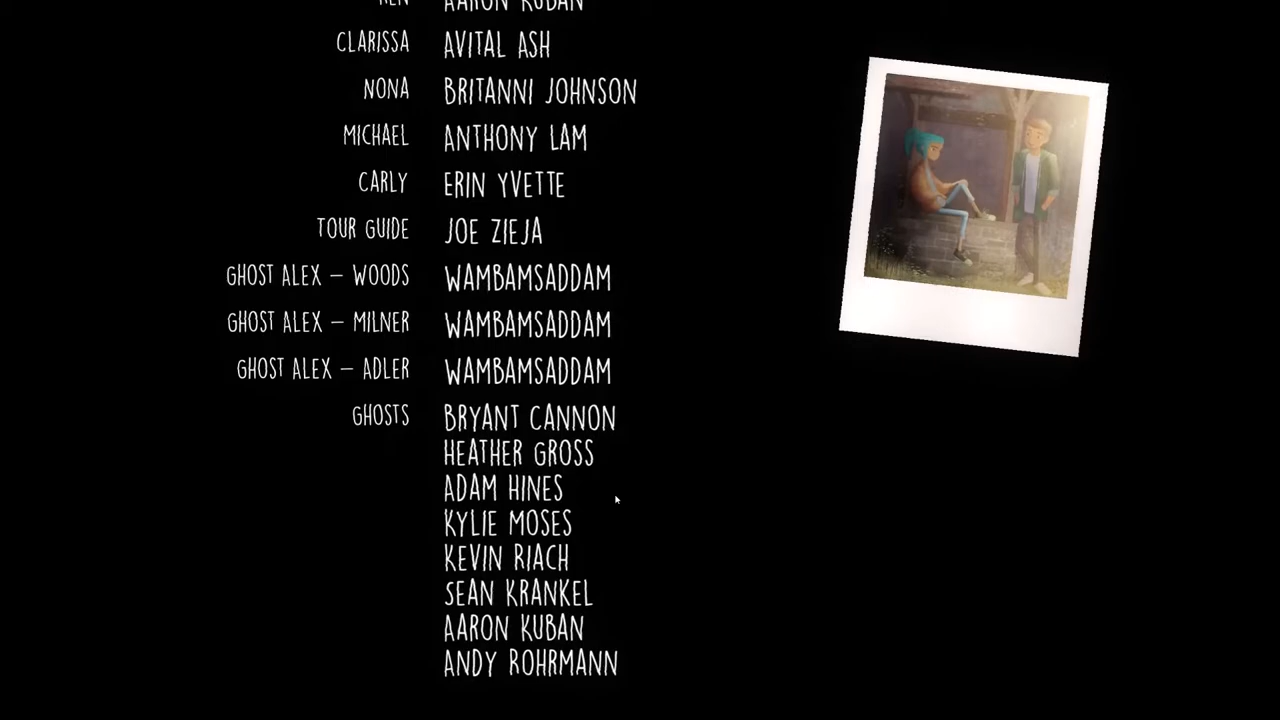 AARON KUBAN
CLARISSA AVITAL ASH
NONA BRITANNI JOHNSON
MICHAEL ANTHONY LAM
CARLY ERIN YVETTE
TOUR GUIDE JOE ZIEJA
GHOST ALEX – WOODS WAMBAMSADDAM
GHOST ALEX – MILNER WAMBAMSADDAM
GHOST ALEX – ADLER WAMBAMSADDAM
GHOSTS BRYANT CANNON
HEATHER GROSS
ADAM HINES
KYLIE MOSES
KEVIN RIACH
SEAN KRANKEL
AARON KUBAN
ANDY ROHRMANN